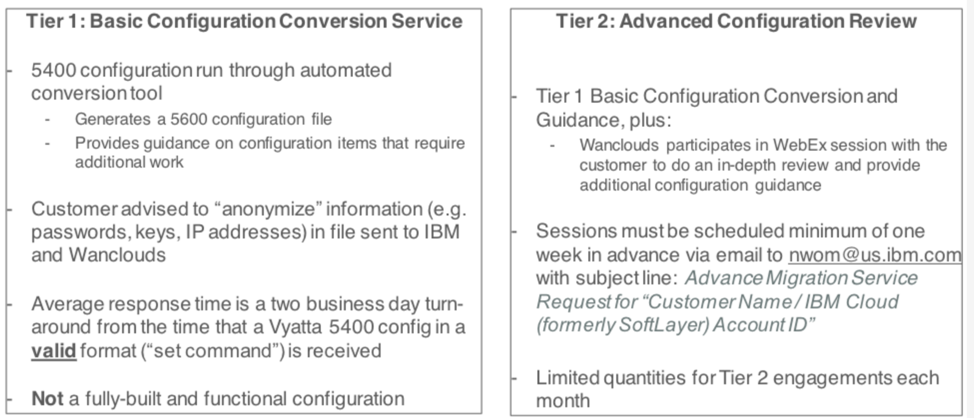 Tier 1: Basic Configuration Conversion Service
- 5400 configuration run through automated
conversion tool
- Generates a 5600 configuration file
- Provides guidance on configuration items that require
additional work
- Customer advised to “anonymize” information (e.g.
passwords, keys, IP addresses) in file sent to IBM
and Wanclouds
- Average response time is a two business day turn-
around from the time that a Vyatta 5400 config in a
valid format (“set command”) is received
- Not a fully-built and functional configuration
Tier 2: Advanced Configuration Review
- Tier 1 Basic Configuration Conversion and
Guidance, plus:
- Wanclouds participates in WebEx session with the
customer to do an in-depth review and provide
additional configuration guidance
- Sessions must be scheduled minimum of one
week in advance via email to nwom@us.ibm.com
with subject line: Advance Migration Service
Request for “Customer Name / IBM Cloud
(formerly SoftLayer) Account ID”
- Limited quantities for Tier 2 engagements each
month